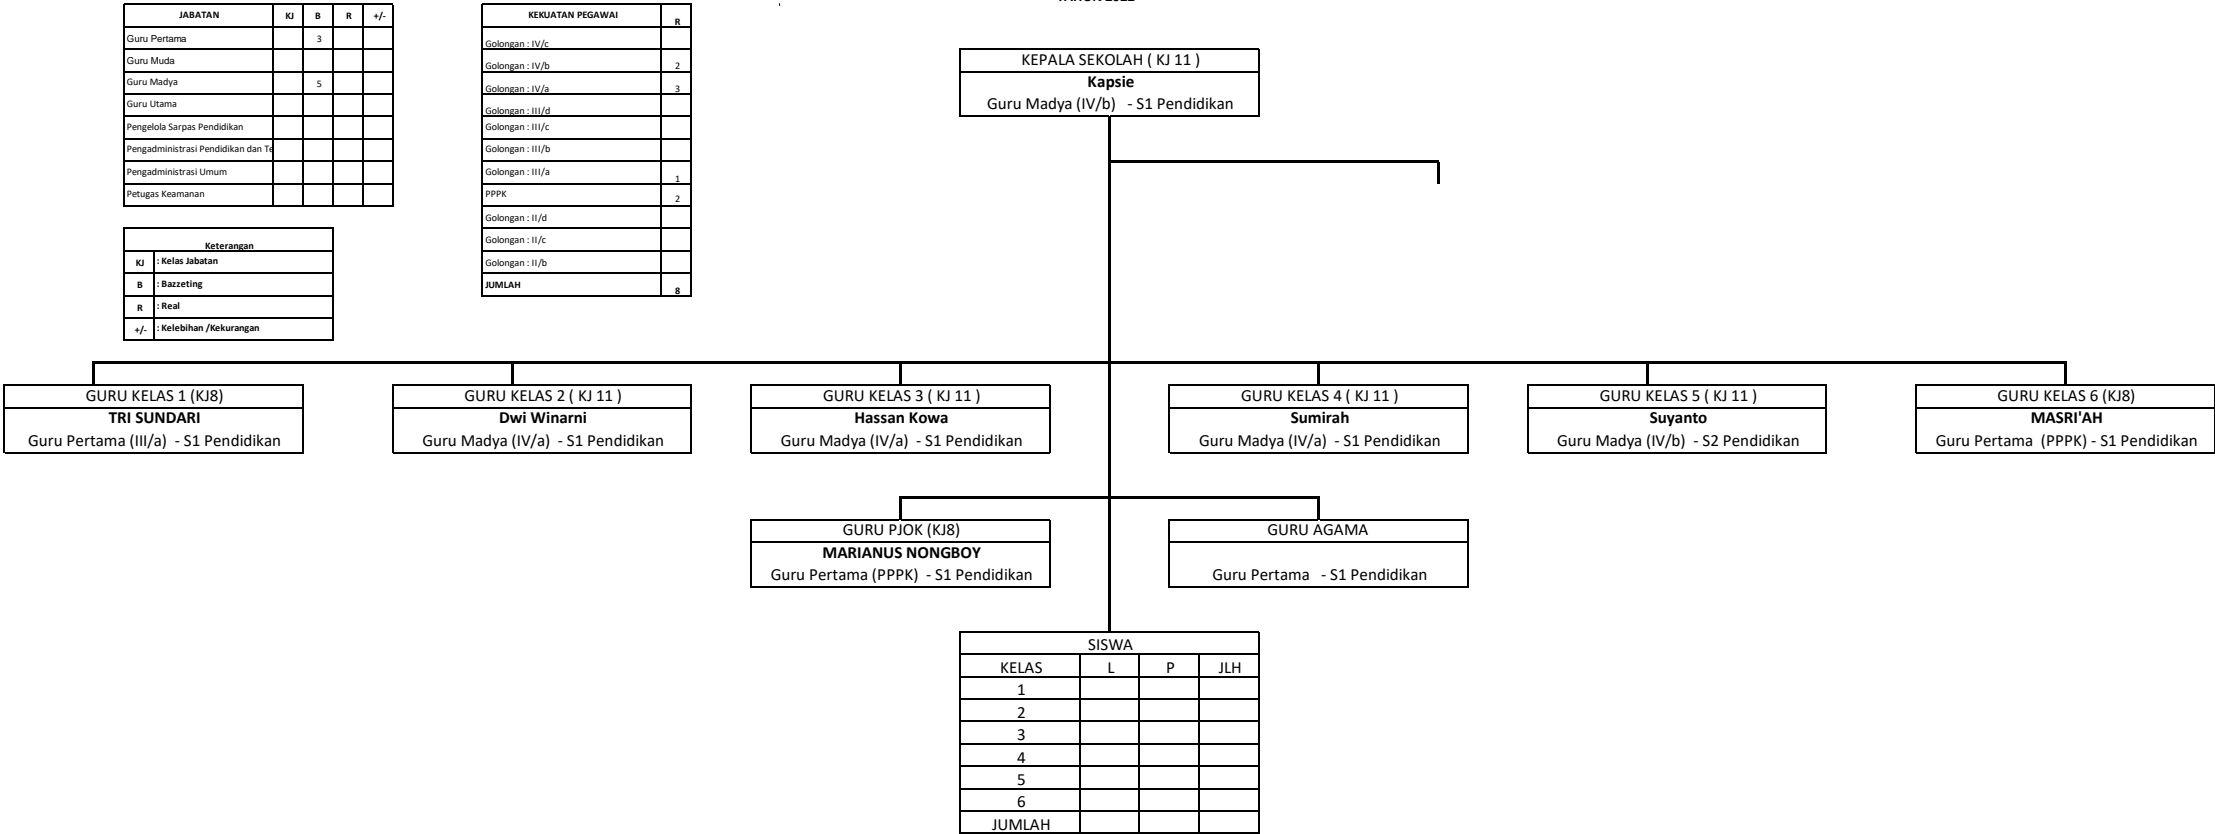 TAHUN 2022
JABATAN KJ B R +/-
Guru Pertama 3
Guru Muda
Guru Madya 5
Guru Utama
Pengelola Sarpas Pendidikan
Pengadministrasi Pendidikan dan Te
Pengadministrasi Umum
Petugas Keamanan
KEKUATAN PEGAWAI R
Golongan : IV/c
Golongan : IV/b 2
Golongan : IV/a 3
Golongan : III/d
Golongan : III/c
Golongan : III/b
Golongan : III/a 1
PPPK 2
Golongan : II/d
Golongan : II/c
Golongan : II/b
JUMLAH 8
Keterangan
KJ : Kelas Jabatan
B : Bazzeting
R : Real
+/- : Kelebihan /Kekurangan
KEPALA SEKOLAH ( KJ 11 )
Kapsie
Guru Madya (IV/b) - S1 Pendidikan
GURU KELAS 1 (KJ8)
TRI SUNDARI
Guru Pertama (III/a) - S1 Pendidikan
GURU KELAS 2 ( KJ 11 )
Dwi Winarni
Guru Madya (IV/a) - S1 Pendidikan
GURU KELAS 3 ( KJ 11 )
Hassan Kowa
Guru Madya (IV/a) - S1 Pendidikan
GURU KELAS 4 ( KJ 11 )
Sumirah
Guru Madya (IV/a) - S1 Pendidikan
GURU KELAS 5 ( KJ 11 )
Suyanto
Guru Madya (IV/b) - S2 Pendidikan
GURU KELAS 6 (KJ8)
MASRI'AH
Guru Pertama (PPPK) - S1 Pendidikan
GURU PJOK (KJ8)
MARIANUS NONGBOY
Guru Pertama (PPPK) - S1 Pendidikan
GURU AGAMA
Guru Pertama - S1 Pendidikan
SISWA
KELAS L P JLH
1
2
3
4
5
6
JUMLAH